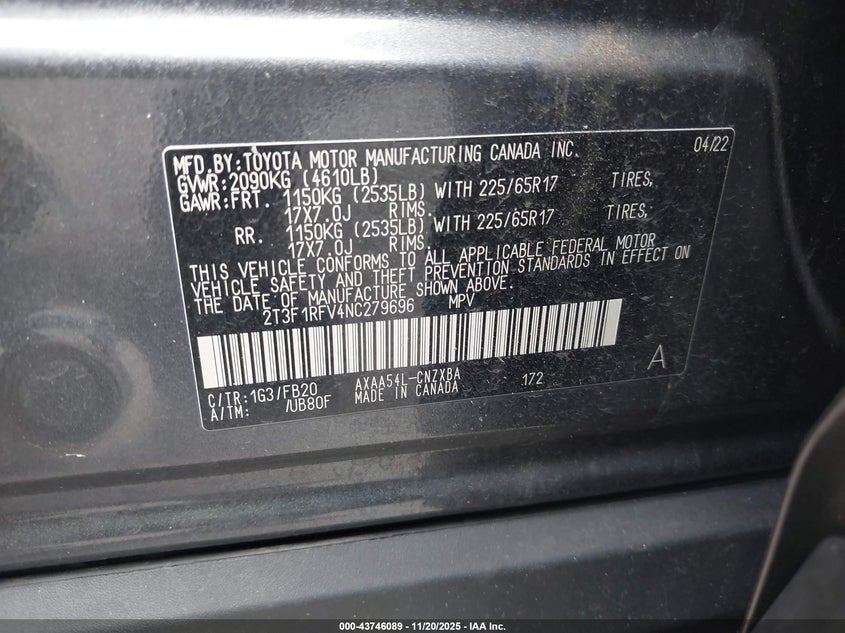 MFD.BY:TOYOTA MOTOR MANUFACTURING CANADA INC. 04/22
GVWR:2090KG (4610LB)
GAWR:FRT. 1150KG (2535LB) WITH 225/65R17 TIRES,
17X7.0J RIMS.
RR. 1150KG (2535LB) WITH 225/65R17 TIRES,
17X7.0J RIMS.
THIS VEHICLE CONFORMS TO ALL APPLICABLE FEDERAL MOTOR
VEHICLE SAFETY AND THEFT PREVENTION STANDARDS IN EFFECT ON
THE DATE OF MANUFACTURE SHOWN ABOVE.
2T3F1RFV4NC279696 MPV
C/TR:1G3/FB20 AXAA54L-CNZXBA 172 A
A/TM: /UB80F MADE IN CANADA
000-43746089 - 11/20/2025 - IAA Inc.